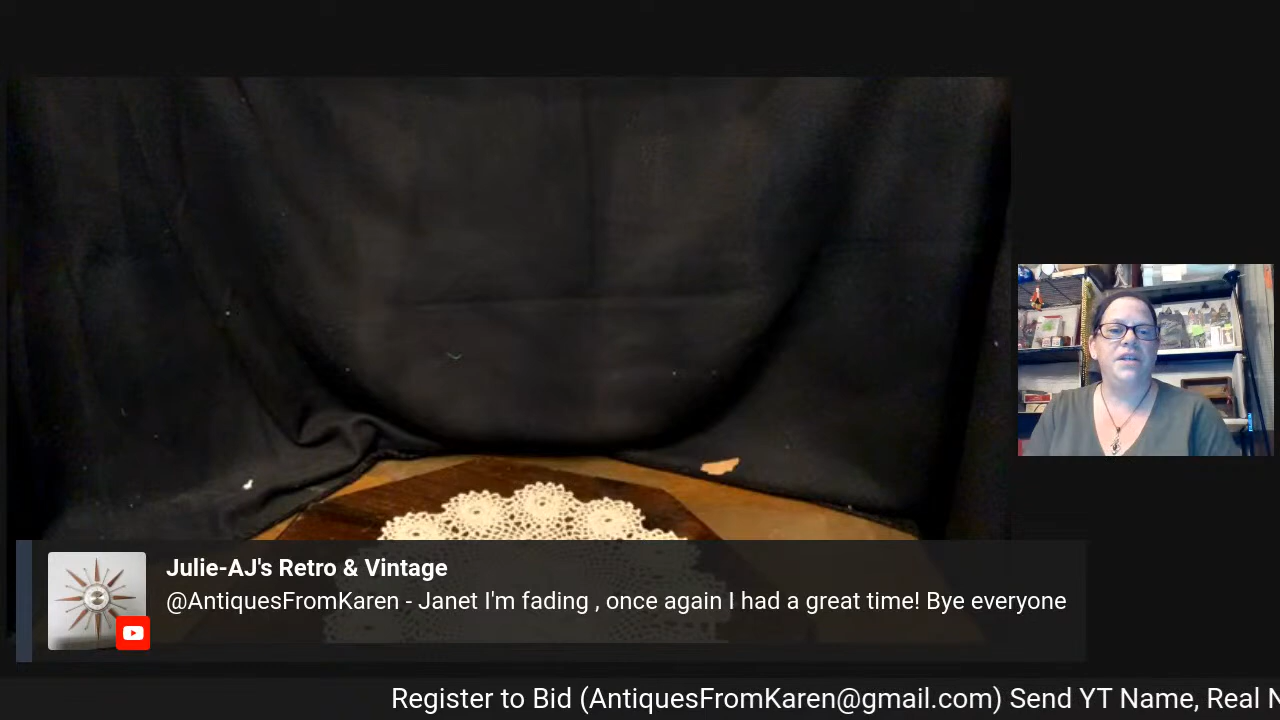 Julie-AJ's Retro & Vintage
@AntiquesFromKaren - Janet I'm fading , once again I had a great time! Bye everyone
Register to Bid (AntiquesFromKaren@gmail.com) Send YT Name, Real